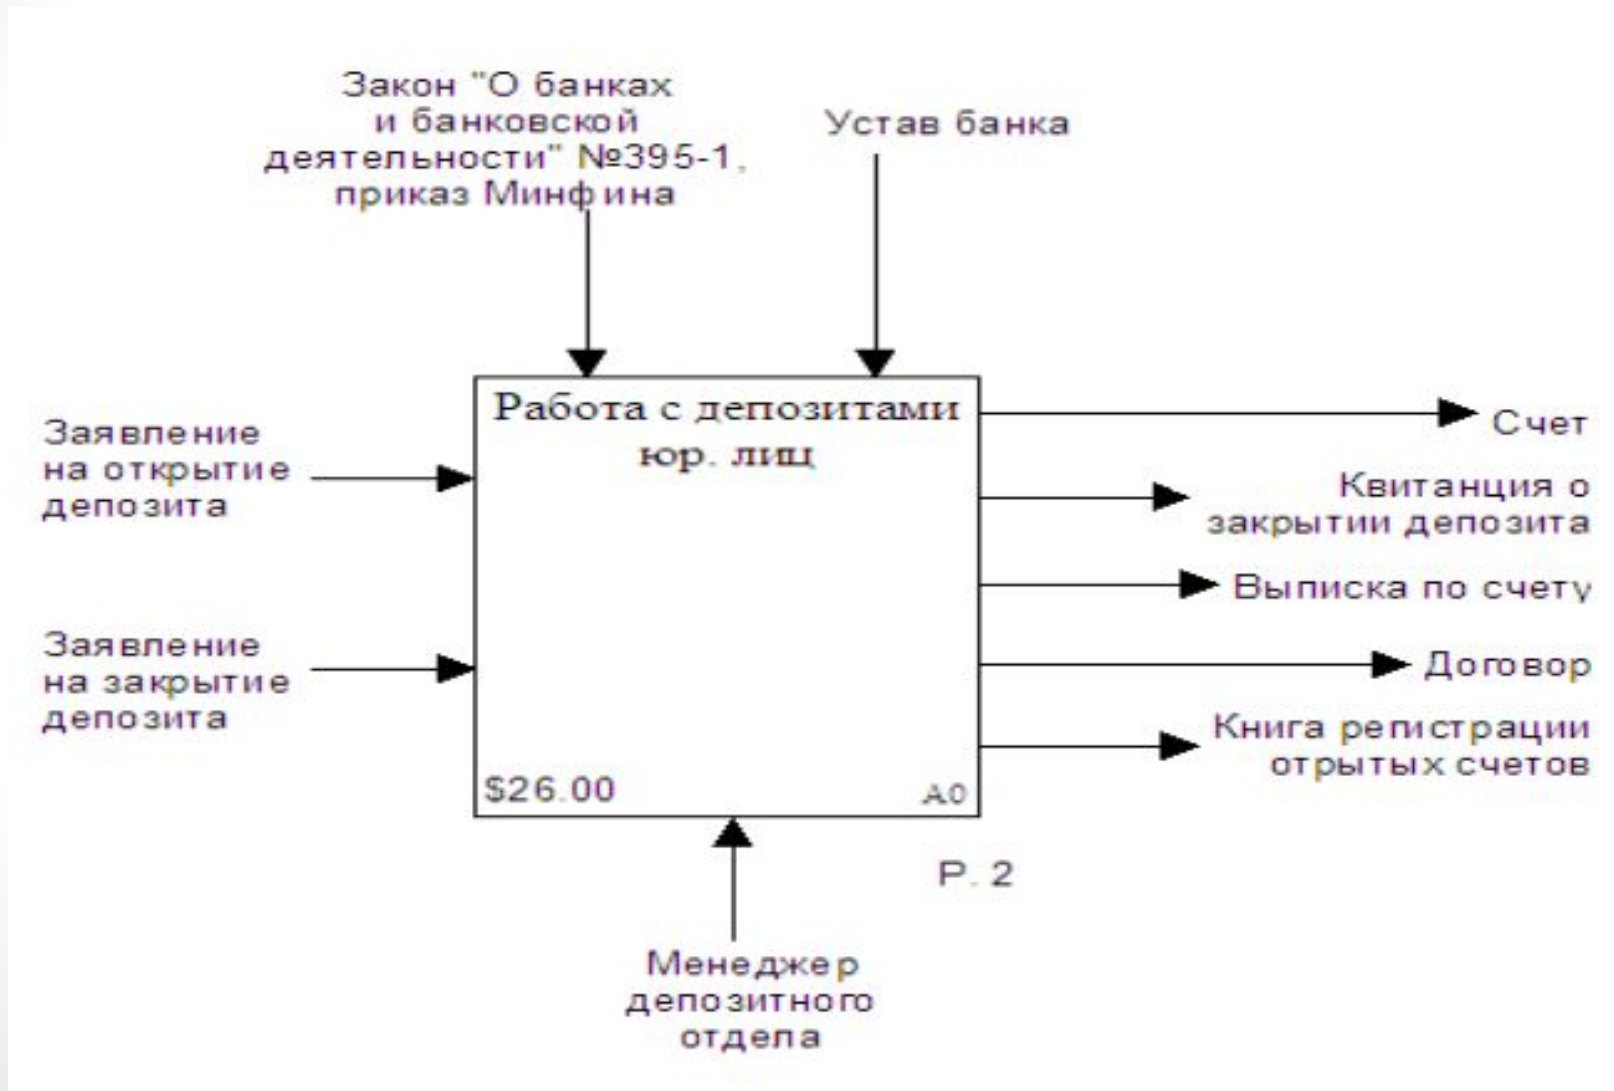 Закон "О банках
и банковской
деятельности" №395-1,
приказ Минфина
Устав банка
Работа с депозитами
юр. лиц
Заявление
на открытие
депозита
Заявление
на закрытие
депозита
Счет
Квитанция о
закрытии депозита
Выписка по счету
Договор
Книга регистрации
отрытых счетов
$26.00
A0
P. 2
Менеджер
депозитного
отдела